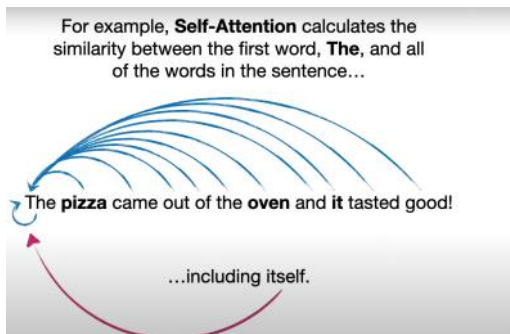 For example, Self-Attention calculates the
similarity between the first word, The, and all
of the words in the sentence…
The pizza came out of the oven and it tasted good!
…including itself.